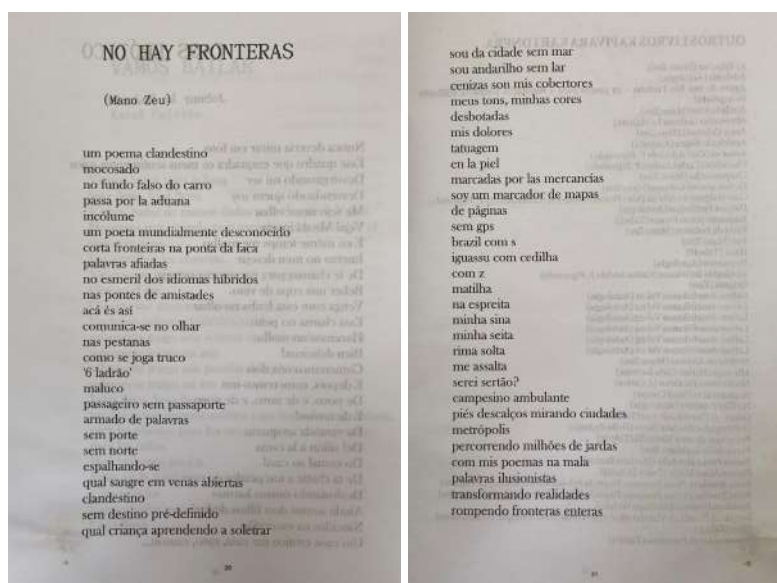 NO HAY FRONTERAS
(Mano Zeu)
um poema clandestino
mocosado
no fundo falso do carro
passa por la aduana
incólume
um poeta mundialmente desconocido
corta fronteiras na ponta da faca
palavras afiadas
no esmeril dos idiomas híbridos
nas pontes de amistades
acá és así
comunica-se no olhar
nas pestanas
como se joga truco
'6 ladrão'
maluco
passageiro sem passaporte
armado de palavras
sem porte
sem norte
espalhando-se
qual sangre em venas abiertas
clandestino
sem destino pré-definido
qual criança aprendendo a soletrar
sou da cidade sem mar
sou andarilho sem lar
cenizas son mis cobertores
meus tons, minhas cores
desbotadas
mis dolores
tatuagem
en la piel
marcadas por las mercancias
soy um marcador de mapas
de páginas
sem gps
brazil com s
iguassu com cedilha
com z
matilha
na espreita
minha sina
minha seita
rima solta
me assalta
serei sertão?
campesino ambulante
piés descalços mirando ciudades
metrópolis
percorrendo milhões de jardas
com mis poemas na mala
palavras ilusionistas
transformando realidades
rompendo fronteras enteras